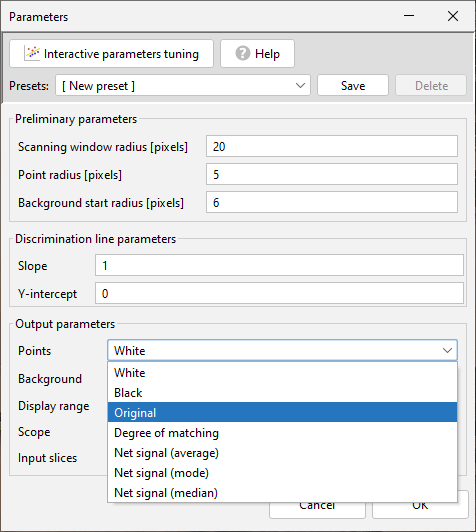 Parameters
Interactive parameters tuning
Help
Presets: [ New preset ] Save Delete
Preliminary parameters
Scanning window radius [pixels] 20
Point radius [pixels] 5
Background start radius [pixels] 6
Discrimination line parameters
Slope 1
Y-intercept 0
Output parameters
Points White
Background White
Display range Black
Original
Scope Degree of matching
Input slices Net signal (average)
Net signal (mode)
Net signal (median)
Cancel OK